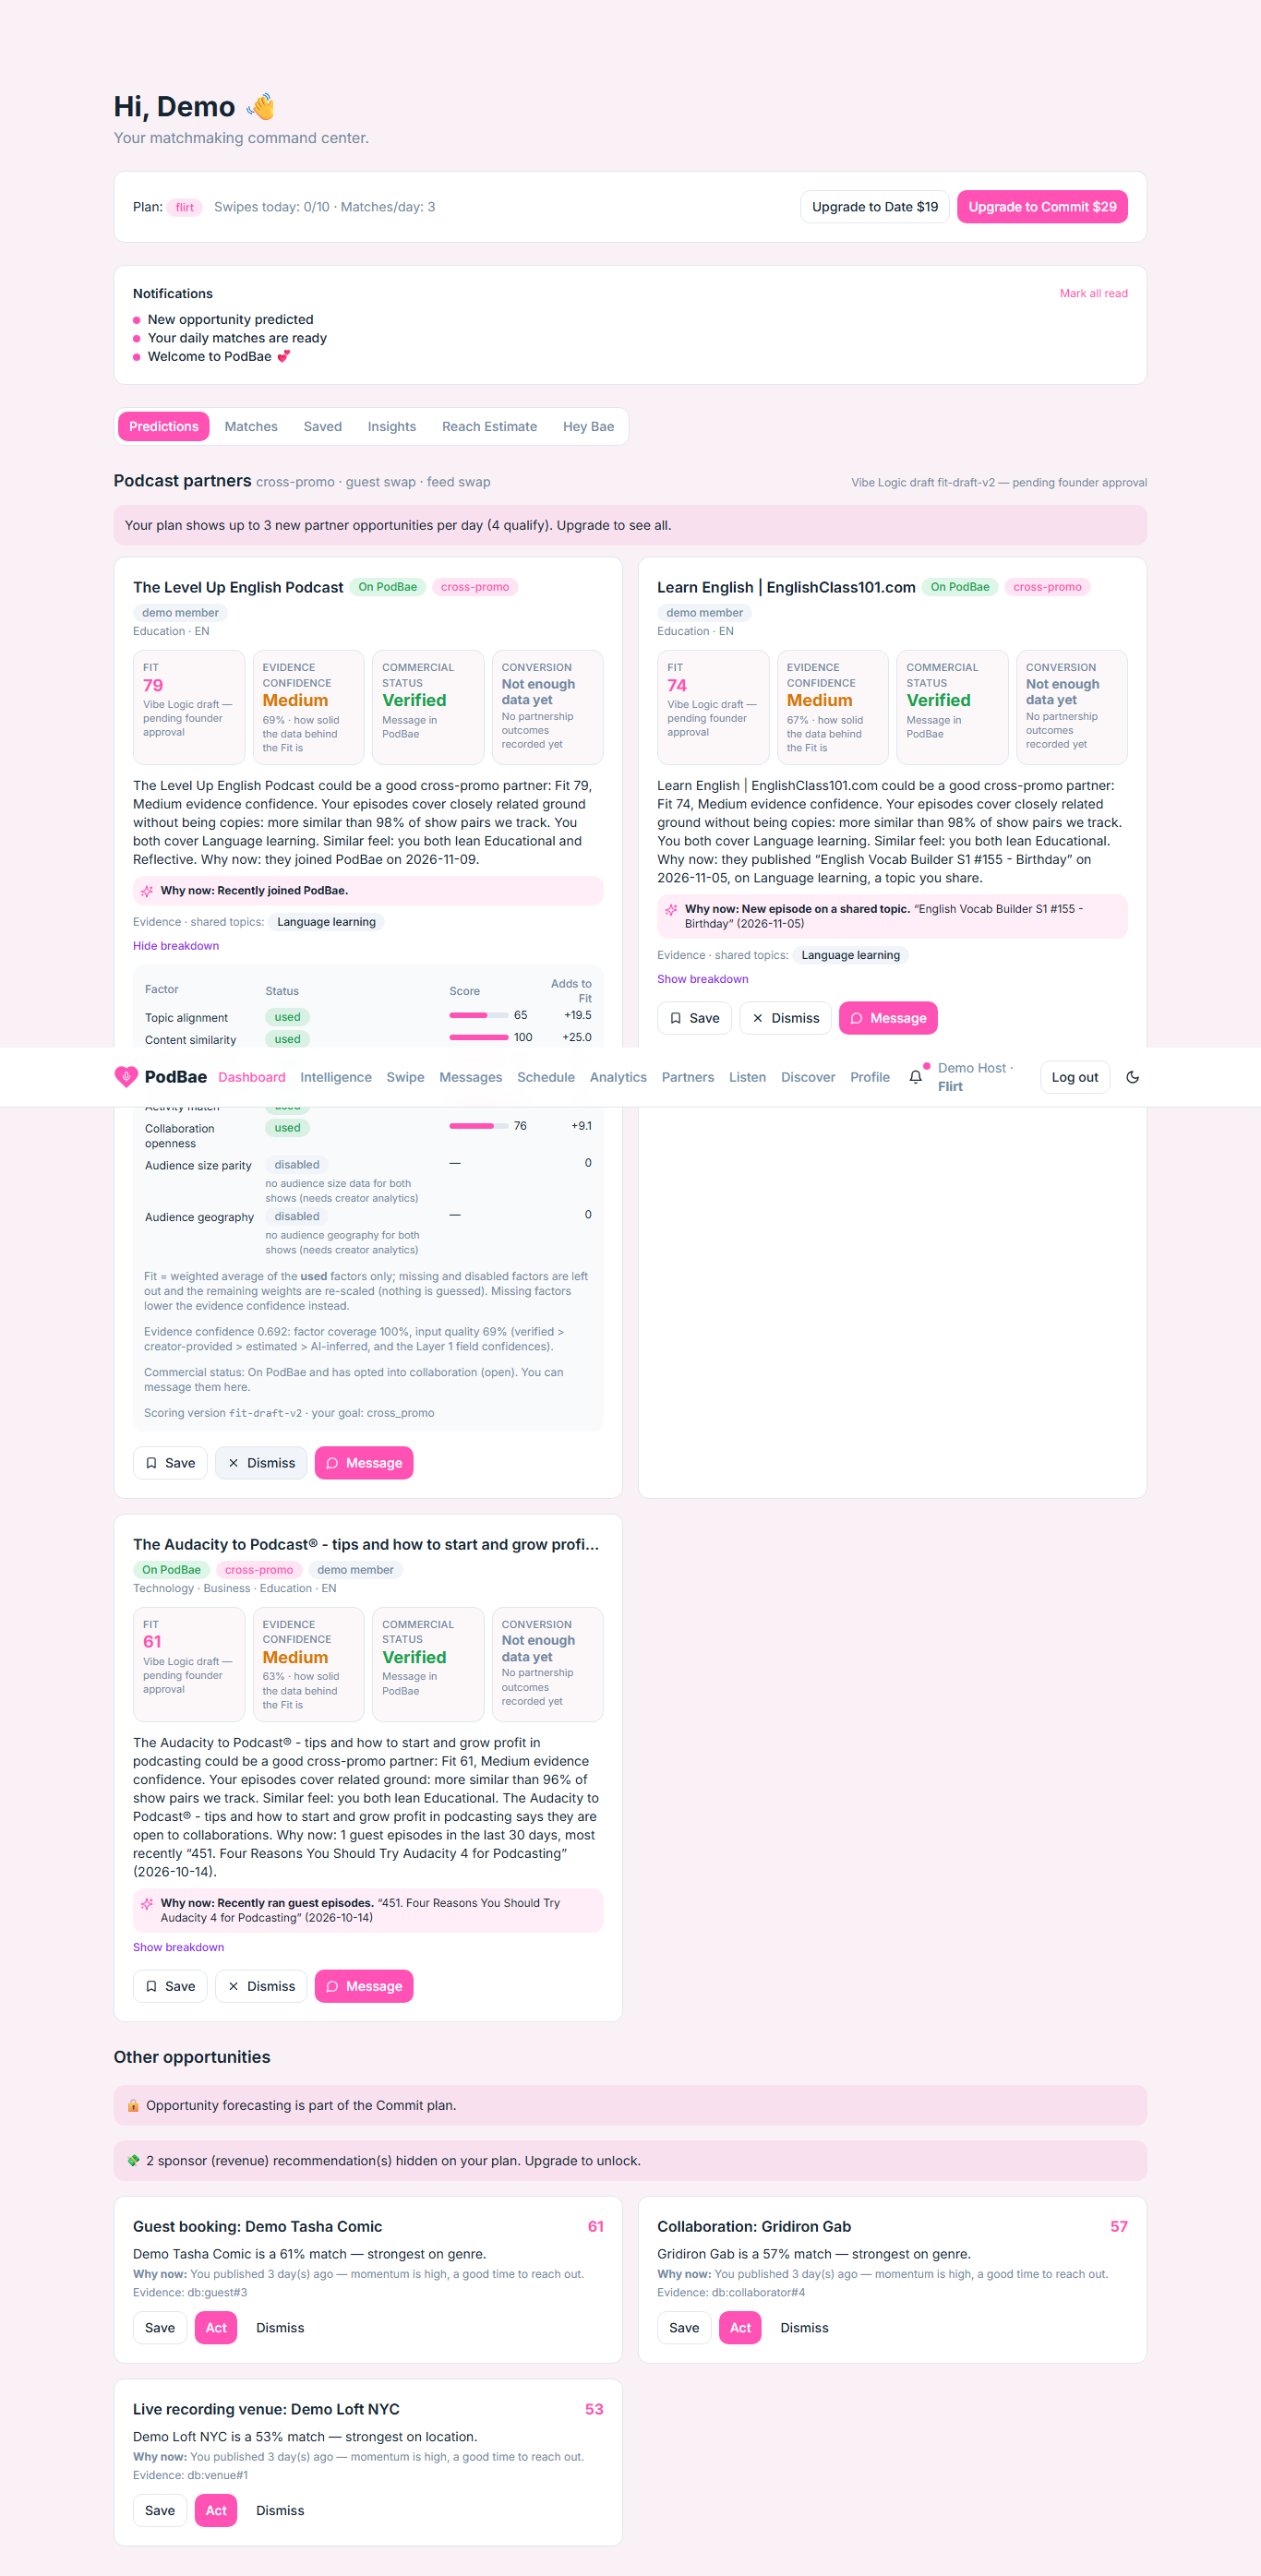 Hi, Demo 👋
Your matchmaking command center.
Plan: flirt Swipes today: 0/10 · Matches/day: 3
Upgrade to Date $19
Upgrade to Commit $29
Notifications
Mark all read
New opportunity predicted
Your daily matches are ready
Welcome to PodBae 💕
Predictions Matches Saved Insights Reach Estimate Hey Bae
Podcast partners cross-promo · guest swap · feed swap
Vibe Logic draft fit-draft-v2 — pending founder approval
Your plan shows up to 3 new partner opportunities per day (4 qualify). Upgrade to see all.
The Level Up English Podcast On PodBae cross-promo
demo member
Education · EN
FIT
79
Vibe Logic draft —
pending founder
approval
EVIDENCE
CONFIDENCE
Medium
69% · how solid
the data behind
the Fit is
COMMERCIAL
STATUS
Verified
Message in
PodBae
CONVERSION
Not enough
data yet
No partnership
outcomes
recorded yet
The Level Up English Podcast could be a good cross-promo partner: Fit 79,
Medium evidence confidence. Your episodes cover closely related ground
without being copies: more similar than 98% of show pairs we track. You
both cover Language learning. Similar feel: you both lean Educational and
Reflective. Why now: they joined PodBae on 2026-11-09.
Why now: Recently joined PodBae.
Evidence · shared topics: Language learning
Hide breakdown
Factor Status Score Adds to
Fit
Topic alignment used 65 +19.5
Content similarity used 100 +25.0
Learn English | EnglishClass101.com On PodBae cross-promo
demo member
Education · EN
FIT
74
Vibe Logic draft —
pending founder
approval
EVIDENCE
CONFIDENCE
Medium
67% · how solid
the data behind
the Fit is
COMMERCIAL
STATUS
Verified
Message in
PodBae
CONVERSION
Not enough
data yet
No partnership
outcomes
recorded yet
Learn English | EnglishClass101.com could be a good cross-promo partner:
Fit 74, Medium evidence confidence. Your episodes cover closely related
ground without being copies: more similar than 98% of show pairs we track.
You both cover Language learning. Similar feel: you both lean Educational.
Why now: they published “English Vocab Builder S1 #155 - Birthday” on
2026-11-05, on Language learning, a topic you share.
Why now: New episode on a shared topic. “English Vocab Builder S1 #155 -
Birthday” (2026-11-05)
Evidence · shared topics: Language learning
Show breakdown
Save Dismiss Message
PodBae Dashboard Intelligence Swipe Messages Schedule Analytics Partners Listen Discover Profile
Demo Host ·
Flirt
Log out
Activity match used
Collaboration
openness
used 76 +9.1
Audience size parity disabled — 0
no audience size data for both
shows (needs creator analytics)
Audience geography disabled — 0
no audience geography for both
shows (needs creator analytics)
Fit = weighted average of the used factors only; missing and disabled factors are left
out and the remaining weights are re-scaled (nothing is guessed). Missing factors
lower the evidence confidence instead.
Evidence confidence 0.692: factor coverage 100%, input quality 69% (verified >
creator-provided > estimated > AI-inferred, and the Layer 1 field confidences).
Commercial status: On PodBae and has opted into collaboration (open). You can
message them here.
Scoring version fit-draft-v2 · your goal: cross_promo
Save Dismiss Message
The Audacity to Podcast® - tips and how to start and grow profi...
On PodBae cross-promo demo member
Technology · Business · Education · EN
FIT
61
Vibe Logic draft —
pending founder
approval
EVIDENCE
CONFIDENCE
Medium
63% · how solid
the data behind
the Fit is
COMMERCIAL
STATUS
Verified
Message in
PodBae
CONVERSION
Not enough
data yet
No partnership
outcomes
recorded yet
The Audacity to Podcast® - tips and how to start and grow profit in
podcasting could be a good cross-promo partner: Fit 61, Medium evidence
confidence. Your episodes cover related ground: more similar than 96% of
show pairs we track. Similar feel: you both lean Educational. The Audacity to
Podcast® - tips and how to start and grow profit in podcasting says they are
open to collaborations. Why now: 1 guest episodes in the last 30 days, most
recently “451. Four Reasons You Should Try Audacity 4 for Podcasting”
(2026-10-14).
Why now: Recently ran guest episodes. “451. Four Reasons You Should Try
Audacity 4 for Podcasting” (2026-10-14)
Show breakdown
Save Dismiss Message
Other opportunities
🔒 Opportunity forecasting is part of the Commit plan.
💸 2 sponsor (revenue) recommendation(s) hidden on your plan. Upgrade to unlock.
Guest booking: Demo Tasha Comic 61
Demo Tasha Comic is a 61% match — strongest on genre.
Why now: You published 3 day(s) ago — momentum is high, a good time to reach out.
Evidence: db:guest#3
Save Act Dismiss
Collaboration: Gridiron Gab 57
Gridiron Gab is a 57% match — strongest on genre.
Why now: You published 3 day(s) ago — momentum is high, a good time to reach out.
Evidence: db:collaborator#4
Save Act Dismiss
Live recording venue: Demo Loft NYC 53
Demo Loft NYC is a 53% match — strongest on location.
Why now: You published 3 day(s) ago — momentum is high, a good time to reach out.
Evidence: db:venue#1
Save Act Dismiss